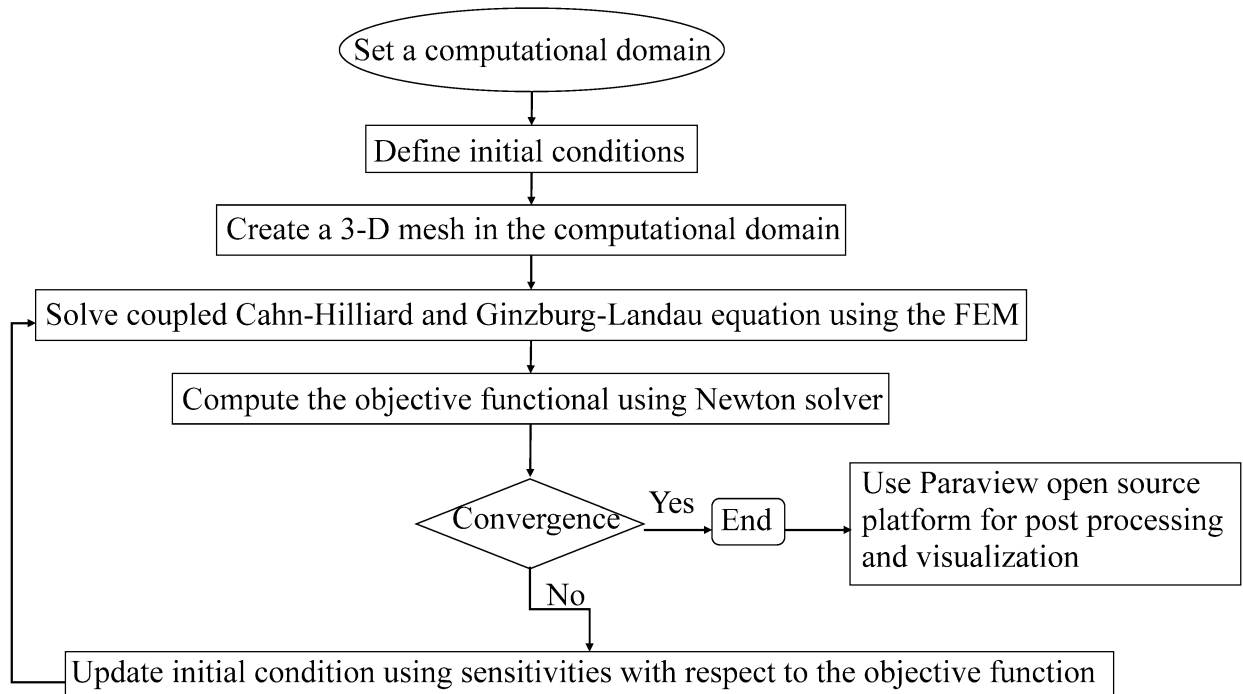 Set a computational domain
Define initial conditions
Create a 3-D mesh in the computational domain
Solve coupled Cahn-Hilliard and Ginzburg-Landau equation using the FEM
Compute the objective functional using Newton solver
Convergence
Yes
End
Use Paraview open source
platform for post processing
and visualization
No
Update initial condition using sensitivities with respect to the objective function